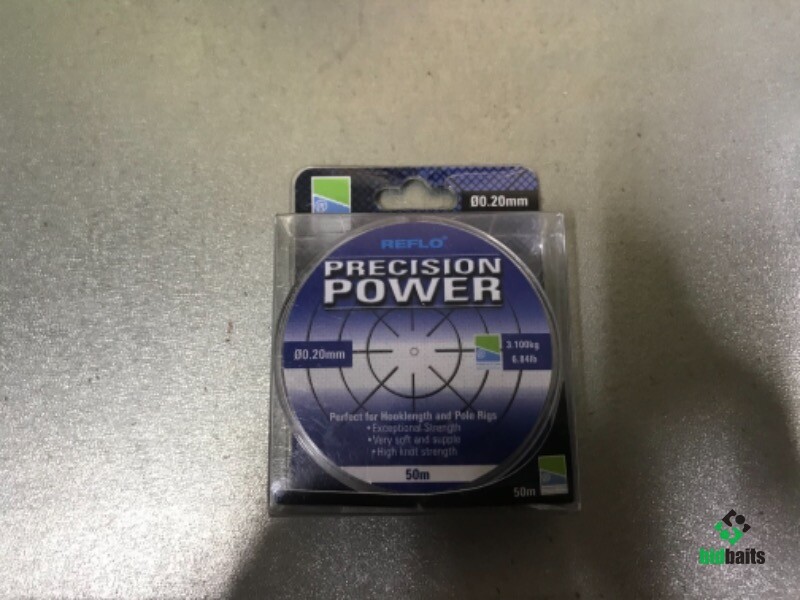 Ø0.20mm
REFLO®
PRECISION
POWER
Ø0.20mm
3.100kg
6.84lb
Perfect for Hooklength and Pole Rigs
• Exceptional Strength
• Very soft and supple
• High knot strength
50m
50m
bidbaits